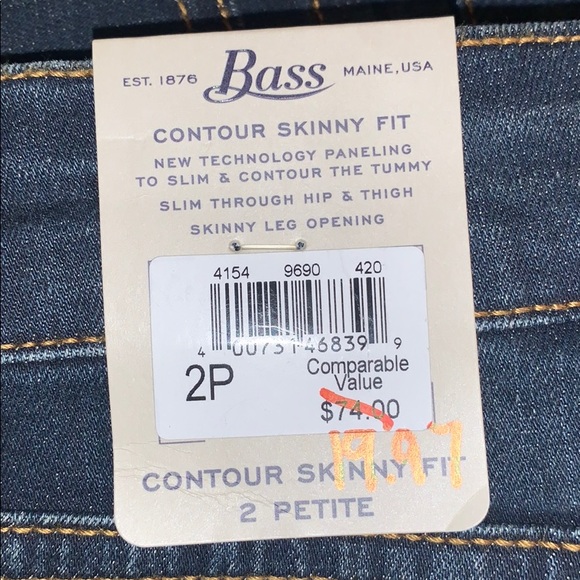 EST. 1876 Bass MAINE, USA
CONTOUR SKINNY FIT
NEW TECHNOLOGY PANELING
TO SLIM & CONTOUR THE TUMMY
SLIM THROUGH HIP & THIGH
SKINNY LEG OPENING
4154 9690 420
4 00751 46839 9
2P
Comparable
Value
$74.00
19.97
CONTOUR SKINNY FIT
2 PETITE